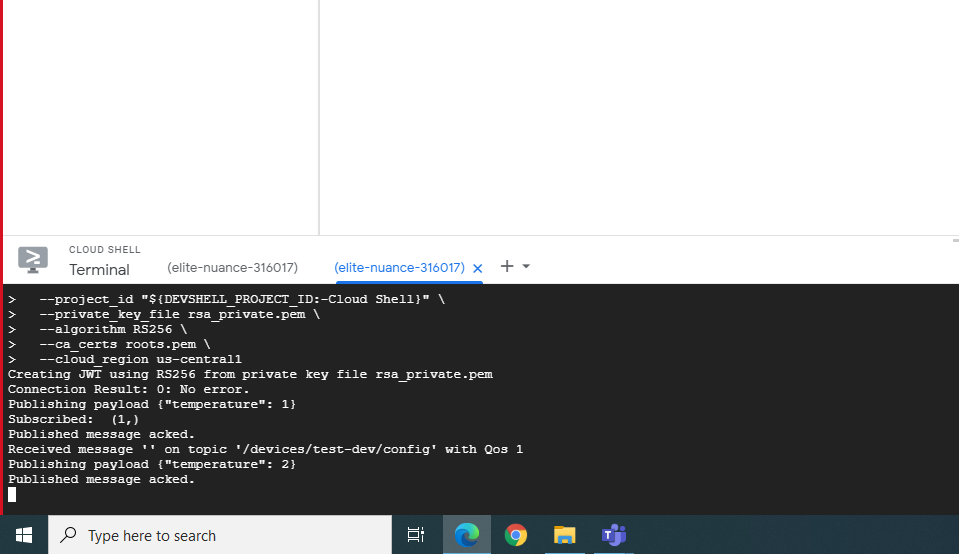 CLOUD SHELL
Terminal
(elite-nuance-316017)
(elite-nuance-316017)
>   --project_id "${DEVSHELL_PROJECT_ID:-Cloud Shell}" \
>   --private_key_file rsa_private.pem \
>   --algorithm RS256 \
>   --ca_certs roots.pem \
>   --cloud_region us-central1
Creating JWT using RS256 from private key file rsa_private.pem
Connection Result: 0: No error.
Publishing payload {"temperature": 1}
Subscribed:  (1,)
Published message acked.
Received message '' on topic '/devices/test-dev/config' with Qos 1
Publishing payload {"temperature": 2}
Published message acked.
Type here to search